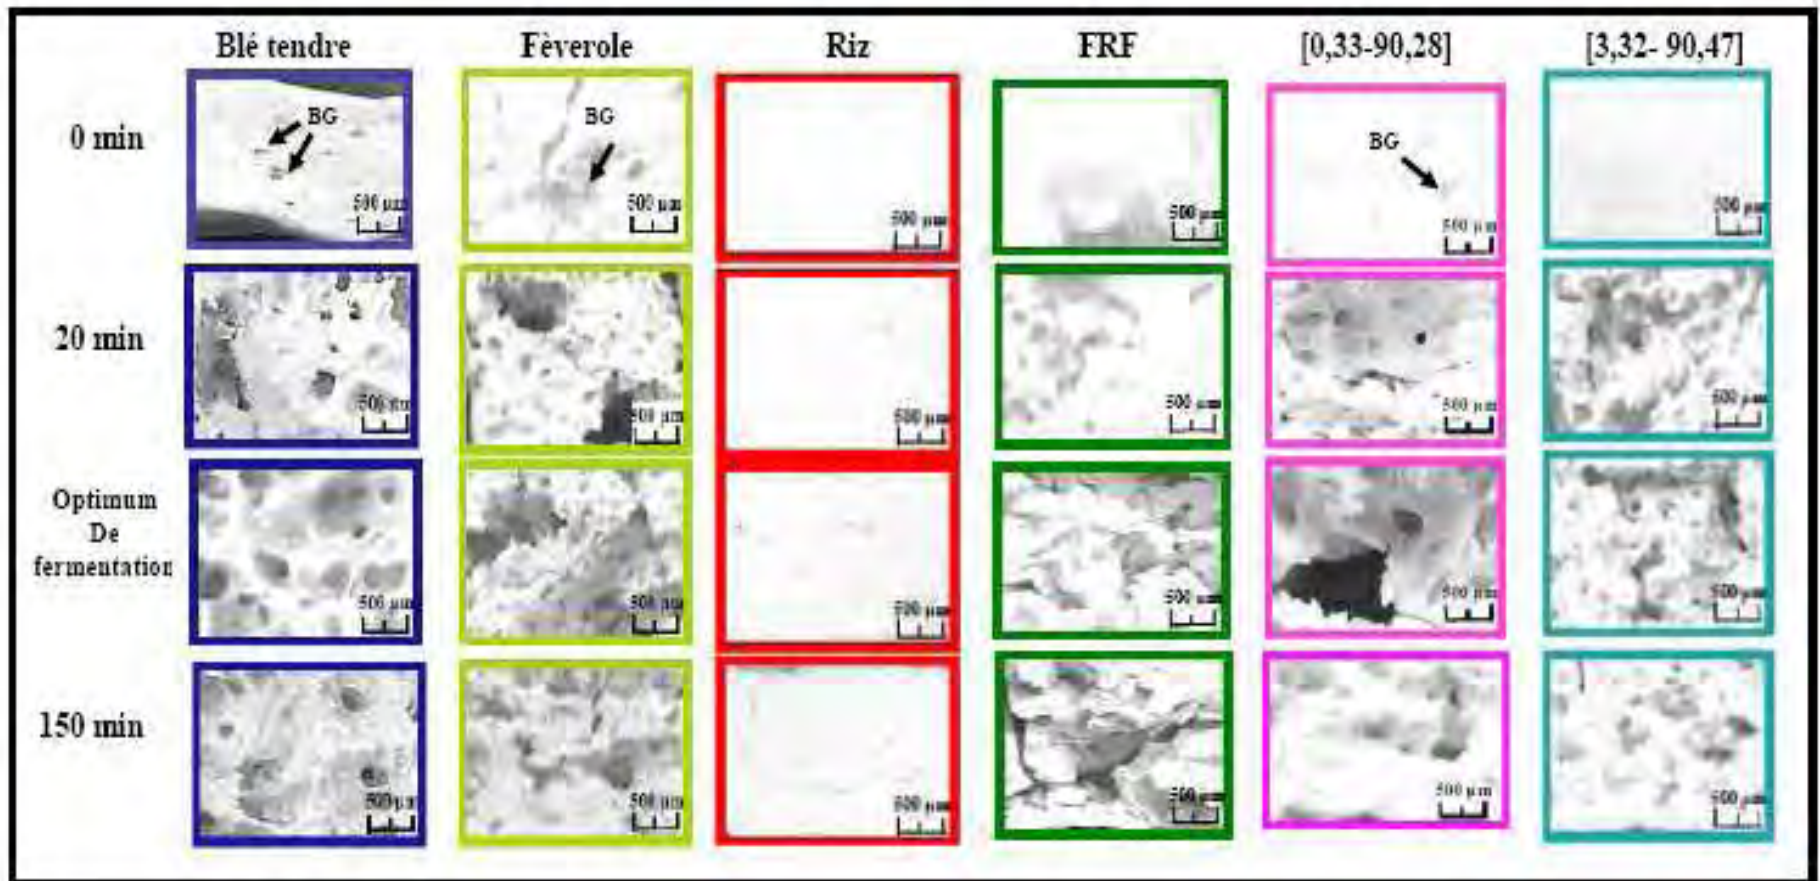 Blé tendre Fèverole Riz FRF [0,33-90,28] [3,32- 90,47]
0 min
BG BG BG
500 µm 500 µm 500 µm 500 µm 500 µm 500 µm
20 min
500 µm 500 µm 500 µm 500 µm 500 µm 500 µm
Optimum
De
fermentation
500 µm 500 µm 500 µm 500 µm 500 µm 500 µm
150 min
500 µm 500 µm 500 µm 500 µm 500 µm 500 µm